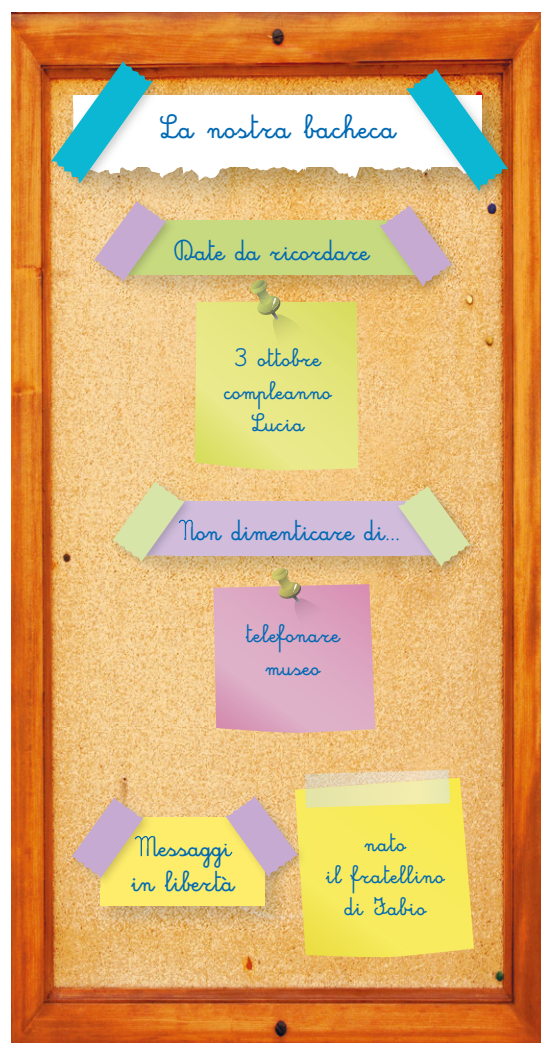 La nostra bacheca
Date da ricordare
3 ottobre
compleanno
Lucia
Non dimenticare di...
telefonare
museo
Messaggi
in libertà
nato
il fratellino
di Fabio